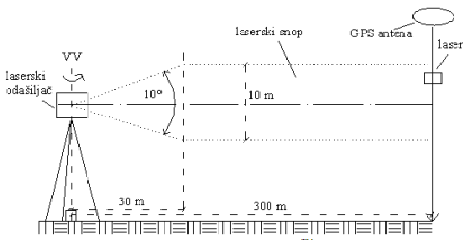 GPS antena
laserski snop
laser
VV
laserski
odašiljač
10°
10 m
30 m
300 m